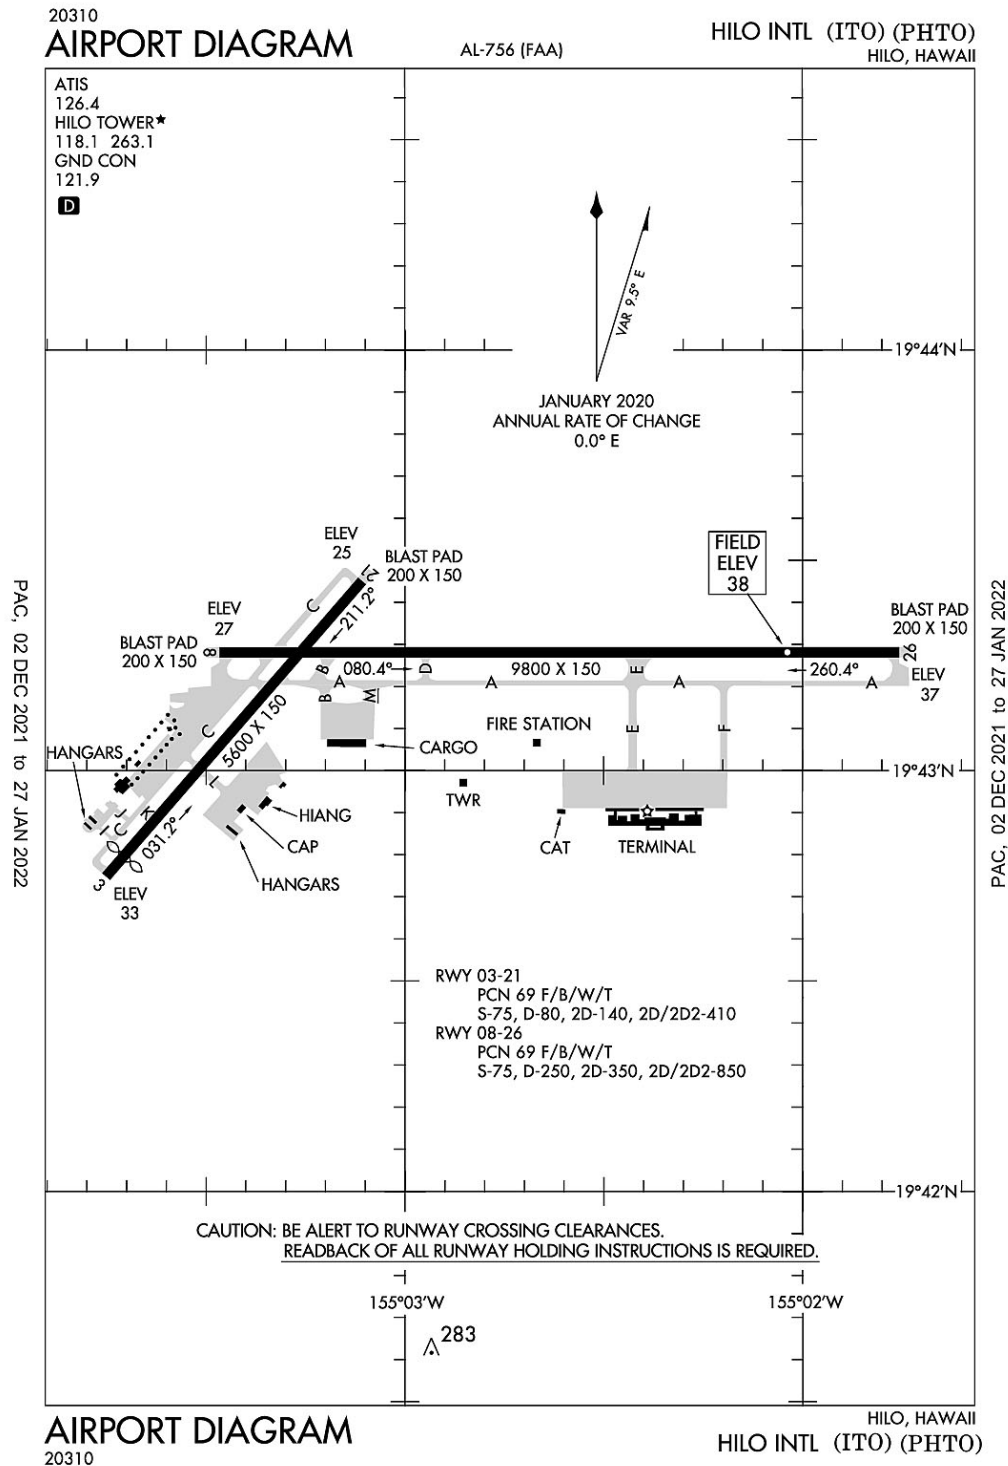 20310
AIRPORT DIAGRAM
AL-756 (FAA)
HILO INTL (ITO) (PHTO)
HILO, HAWAII
ATIS
126.4
HILO TOWER★
118.1 263.1
GND CON
121.9
D
VAR 9.5° E
19°44'N
JANUARY 2020
ANNUAL RATE OF CHANGE
0.0° E
ELEV
25
BLAST PAD
200 X 150
21
C
211.2°
FIELD
ELEV
38
ELEV
27
BLAST PAD
200 X 150
8
BLAST PAD
200 X 150
26
ELEV
37
B
080.4°
D
9800 X 150
E
260.4°
A
A
A
A
B
M
C
5600 X 150
E
F
FIRE STATION
CARGO
HANGARS
19°43'N
TWR
L
J
C
I
K
031.2°
HIANG
CAP
HANGARS
CAT
TERMINAL
3
ELEV
33
RWY 03-21
PCN 69 F/B/W/T
S-75, D-80, 2D-140, 2D/2D2-410
RWY 08-26
PCN 69 F/B/W/T
S-75, D-250, 2D-350, 2D/2D2-850
19°42'N
CAUTION: BE ALERT TO RUNWAY CROSSING CLEARANCES.
READBACK OF ALL RUNWAY HOLDING INSTRUCTIONS IS REQUIRED.
155°03'W
155°02'W
283
PAC, 02 DEC 2021 to 27 JAN 2022
PAC, 02 DEC 2021 to 27 JAN 2022
AIRPORT DIAGRAM
20310
HILO, HAWAII
HILO INTL (ITO) (PHTO)